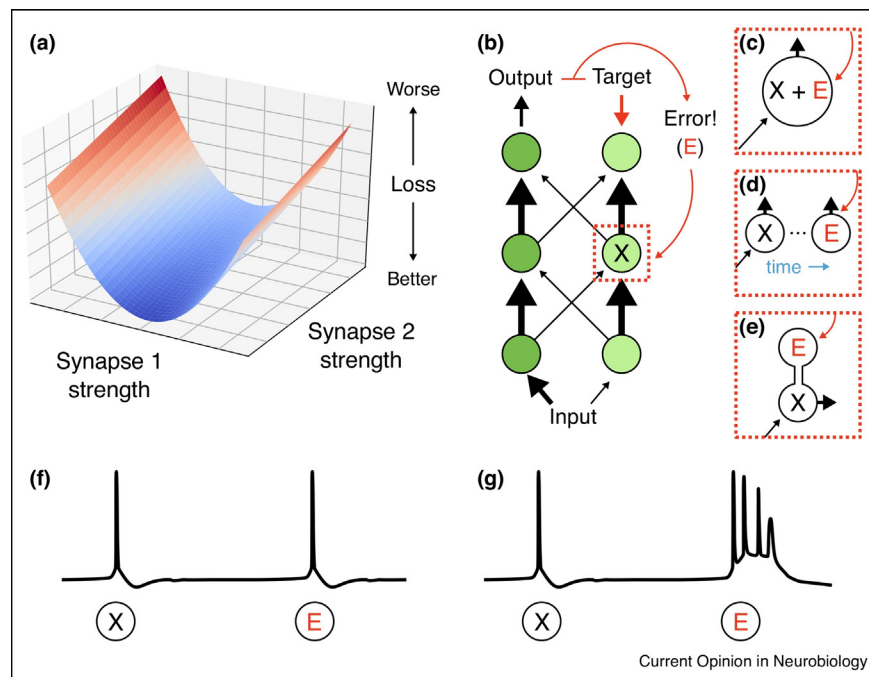 (a)
Worse
Loss
Better
Synapse 1
strength
Synapse 2
strength
(b)
Output
Target
Error!
(E)
X
Input
(c)
X + E
(d)
X ... E
time
(e)
E
X
(f)
X
E
(g)
X
E
Current Opinion in Neurobiology